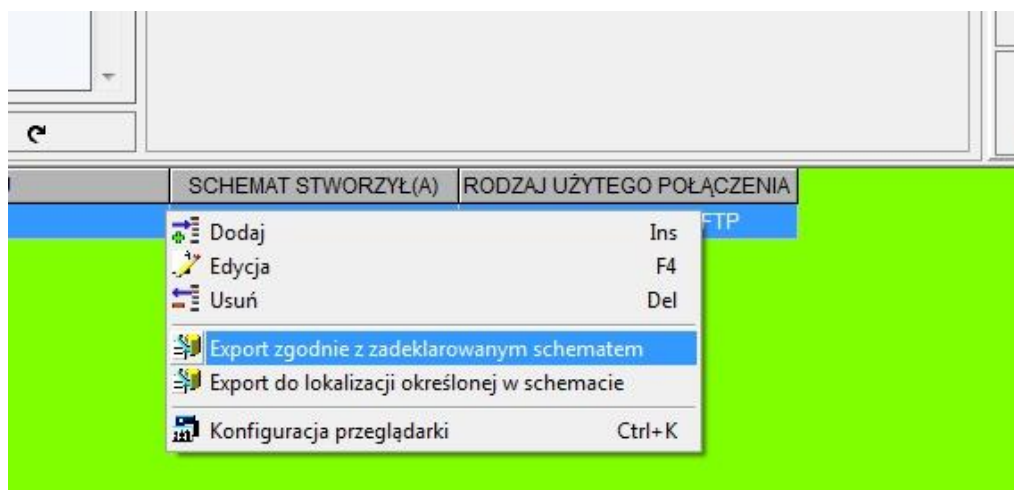 SCHEMAT STWORZYŁ(A) RODZAJ UŻYTEGO POŁĄCZENIA
FTP
Dodaj Ins
Edycja F4
Usuń Del
Export zgodnie z zadeklarowanym schematem
Export do lokalizacji określonej w schemacie
Konfiguracja przeglądarki Ctrl+K